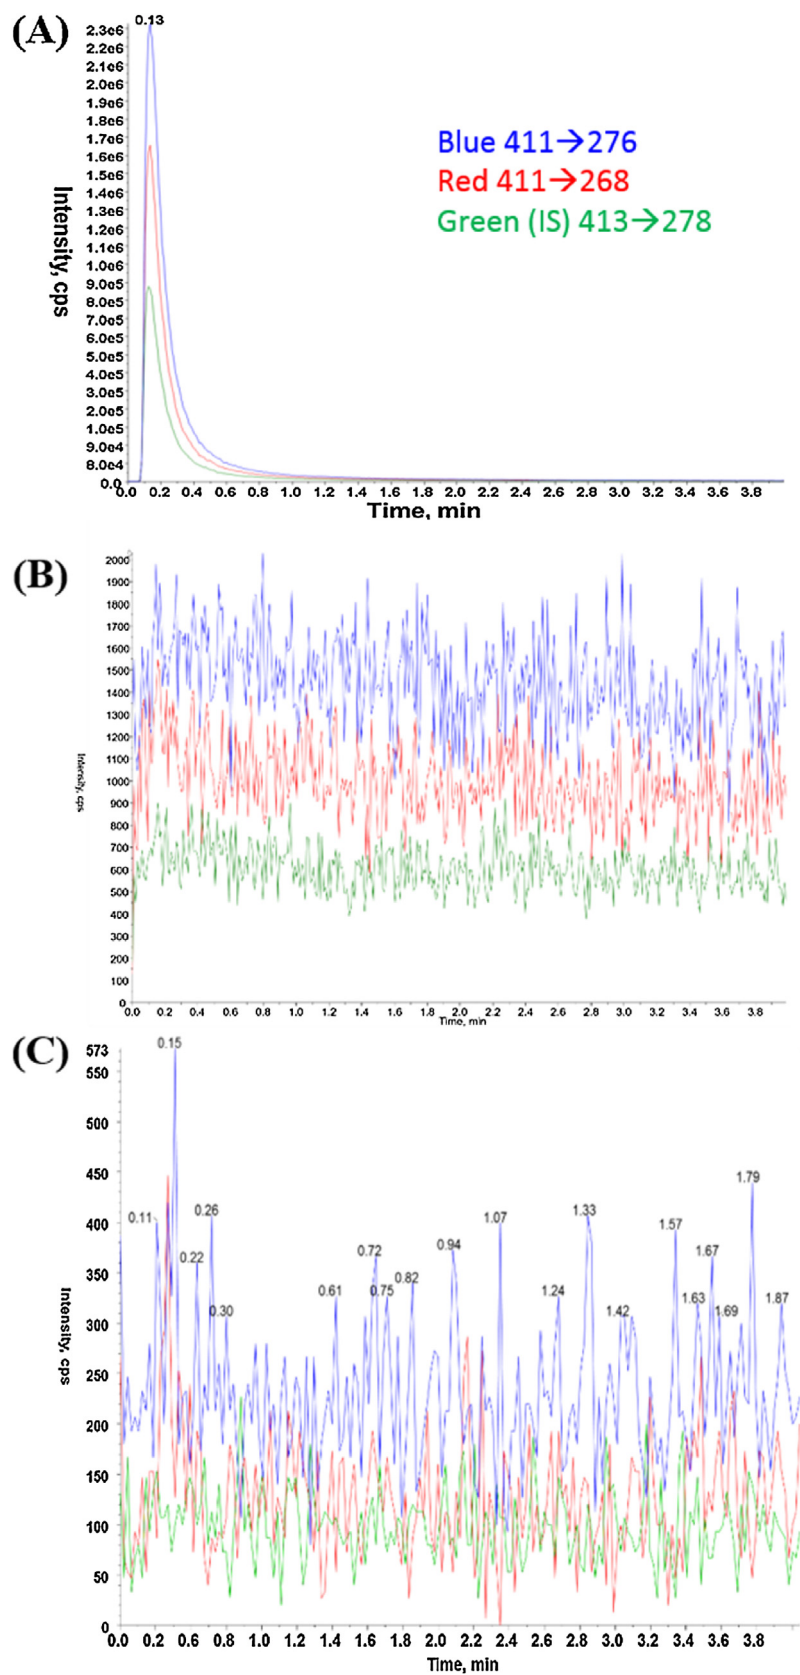 (A)
0.13
2.3e6
2.2e6
2.1e6
2.0e6
1.9e6
1.8e6
1.7e6
1.6e6
1.5e6
1.4e6
1.3e6
1.2e6
1.1e6
1.0e6
9.0e5
8.0e5
7.0e5
6.0e5
5.0e5
4.0e5
3.0e5
2.0e5
1.0e5
9.0e4
8.0e4
0.0
Intensity, cps
Blue 411→276
Red 411→268
Green (IS) 413→278
0.0 0.2 0.4 0.6 0.8 1.0 1.2 1.4 1.6 1.8 2.0 2.2 2.4 2.6 2.8 3.0 3.2 3.4 3.6 3.8
Time, min
(B)
2000
1900
1800
1700
1600
1500
1400
1300
1200
1100
1000
900
800
700
600
500
400
300
200
100
0
Intensity, cps
0.0 0.2 0.4 0.6 0.8 1.0 1.2 1.4 1.6 1.8 2.0 2.2 2.4 2.6 2.8 3.0 3.2 3.4 3.6 3.8
Time, min
(C)
573
550
500
450
400
350
300
250
200
150
100
50
0
Intensity, cps
0.15
1.79
0.11
0.26
1.07
1.33
1.57
0.22
0.72
0.94
1.67
0.30
0.61
0.75
0.82
1.24
1.42
1.63
1.69
1.87
0.0 0.2 0.4 0.6 0.8 1.0 1.2 1.4 1.6 1.8 2.0 2.2 2.4 2.6 2.8 3.0 3.2 3.4 3.6 3.8
Time, min